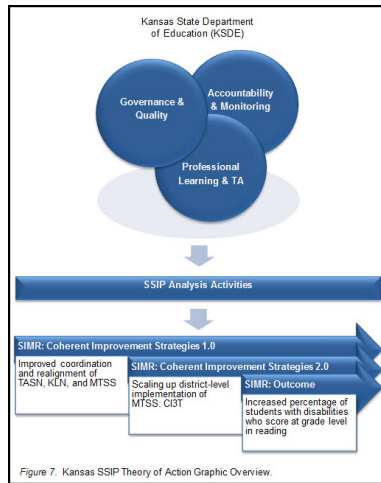 Kansas State Department
of Education (KSDE)
Governance &
Quality
Accountability
& Monitoring
Professional
Learning & TA
SSIP Analysis Activities
SIMR: Coherent Improvement Strategies 1.0
Improved coordination
and realignment of
TASN, KLN, and MTSS
SIMR: Coherent Improvement Strategies 2.0
Scaling up district-level
implementation of
MTSS: CI3T
SIMR: Outcome
Increased percentage of
students with disabilities
who score at grade level
in reading
Figure 7. Kansas SSIP Theory of Action Graphic Overview.